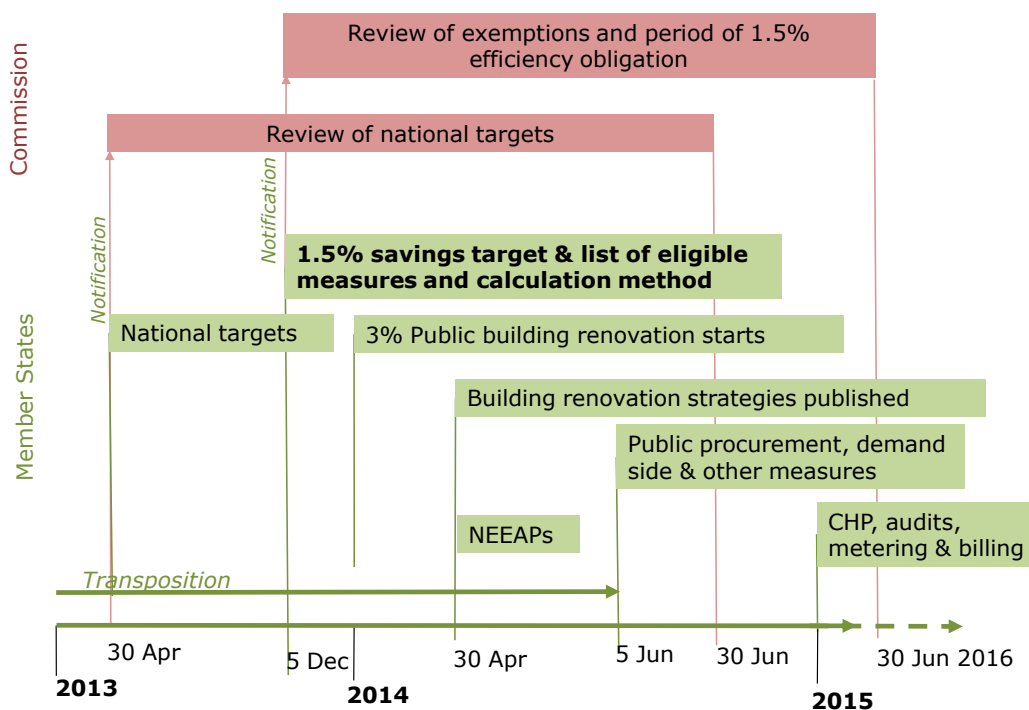 Commission
Review of exemptions and period of 1.5%
efficiency obligation
Review of national targets
Notification
Notification
Member States
1.5% savings target & list of eligible
measures and calculation method
National targets
3% Public building renovation starts
Building renovation strategies published
Public procurement, demand
side & other measures
NEEAPs
CHP, audits,
metering & billing
Transposition
30 Apr
5 Dec
30 Apr
5 Jun
30 Jun
30 Jun 2016
2013
2014
2015